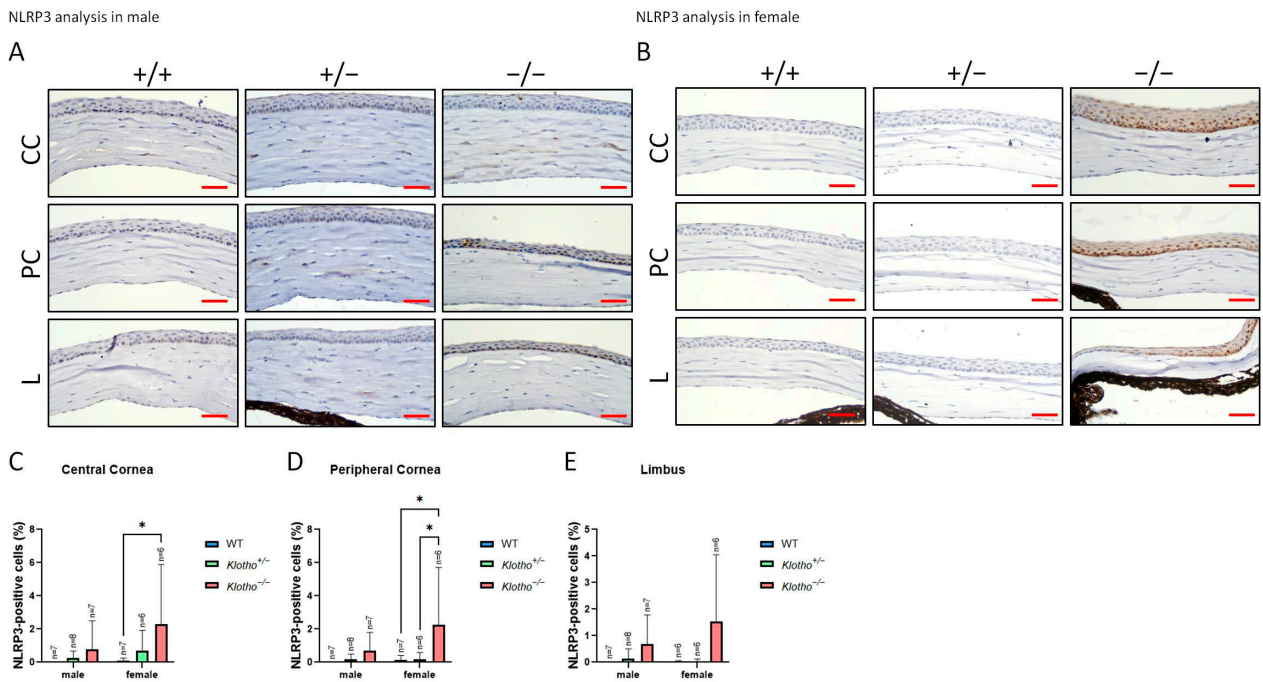 NLRP3 analysis in male
NLRP3 analysis in female
A
+/+
+/−
−/−
CC
PC
L
B
+/+
+/−
−/−
CC
PC
L
C
Central Cornea
NLRP3-positive cells (%)
8
6
4
2
0
n=7
n=8
n=7
n=7
n=6
n=6
*
male
female
WT
Klotho+/−
Klotho−/−
D
Peripheral Cornea
NLRP3-positive cells (%)
8
6
4
2
0
n=7
n=8
n=7
n=7
n=6
n=6
*
*
male
female
WT
Klotho+/−
Klotho−/−
E
Limbus
NLRP3-positive cells (%)
5
4
3
2
1
0
n=7
n=8
n=7
n=6
n=6
n=6
male
female
WT
Klotho+/−
Klotho−/−